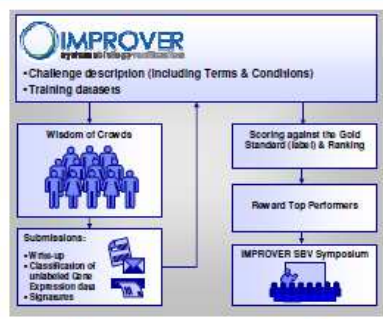 IMPROVER
systems biology verification
•Challenge description (Including Terms & Conditions)
•Training datasets
Wisdom of Crowds
Submissions:
•Write-up
•Classification of
unlabeled Gene
Expression data
•Signatures
Scoring against the Gold
Standard (label) & Ranking
Reward Top Performers
IMPROVER SBV Symposium